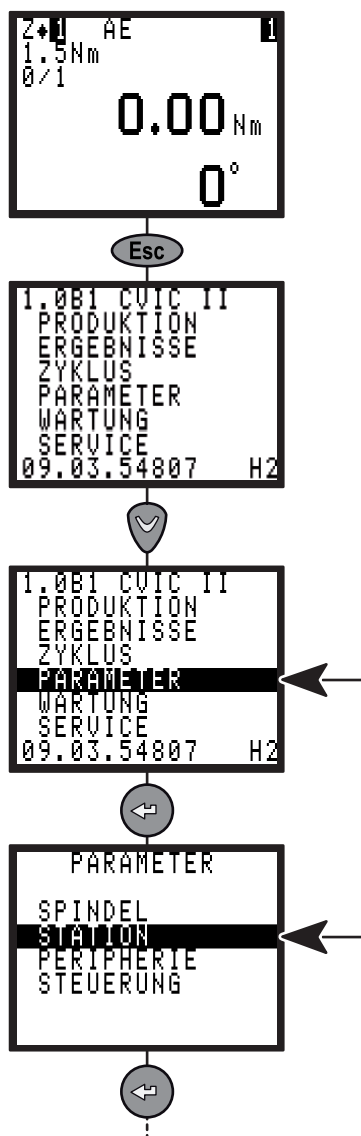 Z♦1 AE 1
1.5Nm
0/1
0.00 Nm
0°
Esc
1.0B1 CVIC II
PRODUKTION
ERGEBNISSE
ZYKLUS
PARAMETER
WARTUNG
SERVICE
09.03.54807 H2
1.0B1 CVIC II
PRODUKTION
ERGEBNISSE
ZYKLUS
PARAMETER
WARTUNG
SERVICE
09.03.54807 H2
PARAMETER
SPINDEL
STATION
PERIPHERIE
STEUERUNG